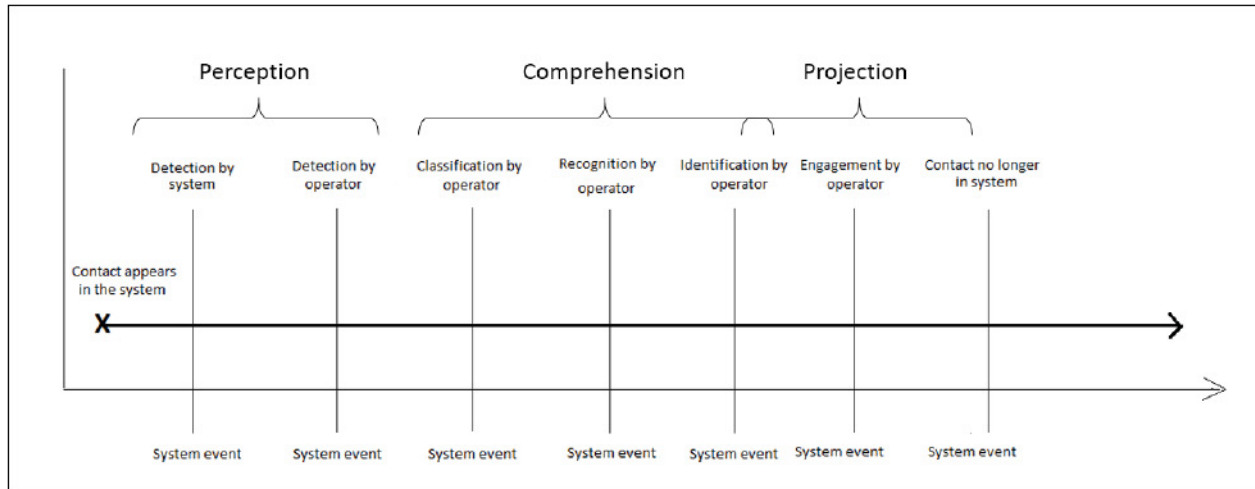 Perception
Comprehension
Projection
Detection by
system
Detection by
operator
Classification by
operator
Recognition by
operator
Identification by
operator
Engagement by
operator
Contact no longer
in system
Contact appears
in the system
X
System event
System event
System event
System event
System event
System event
System event